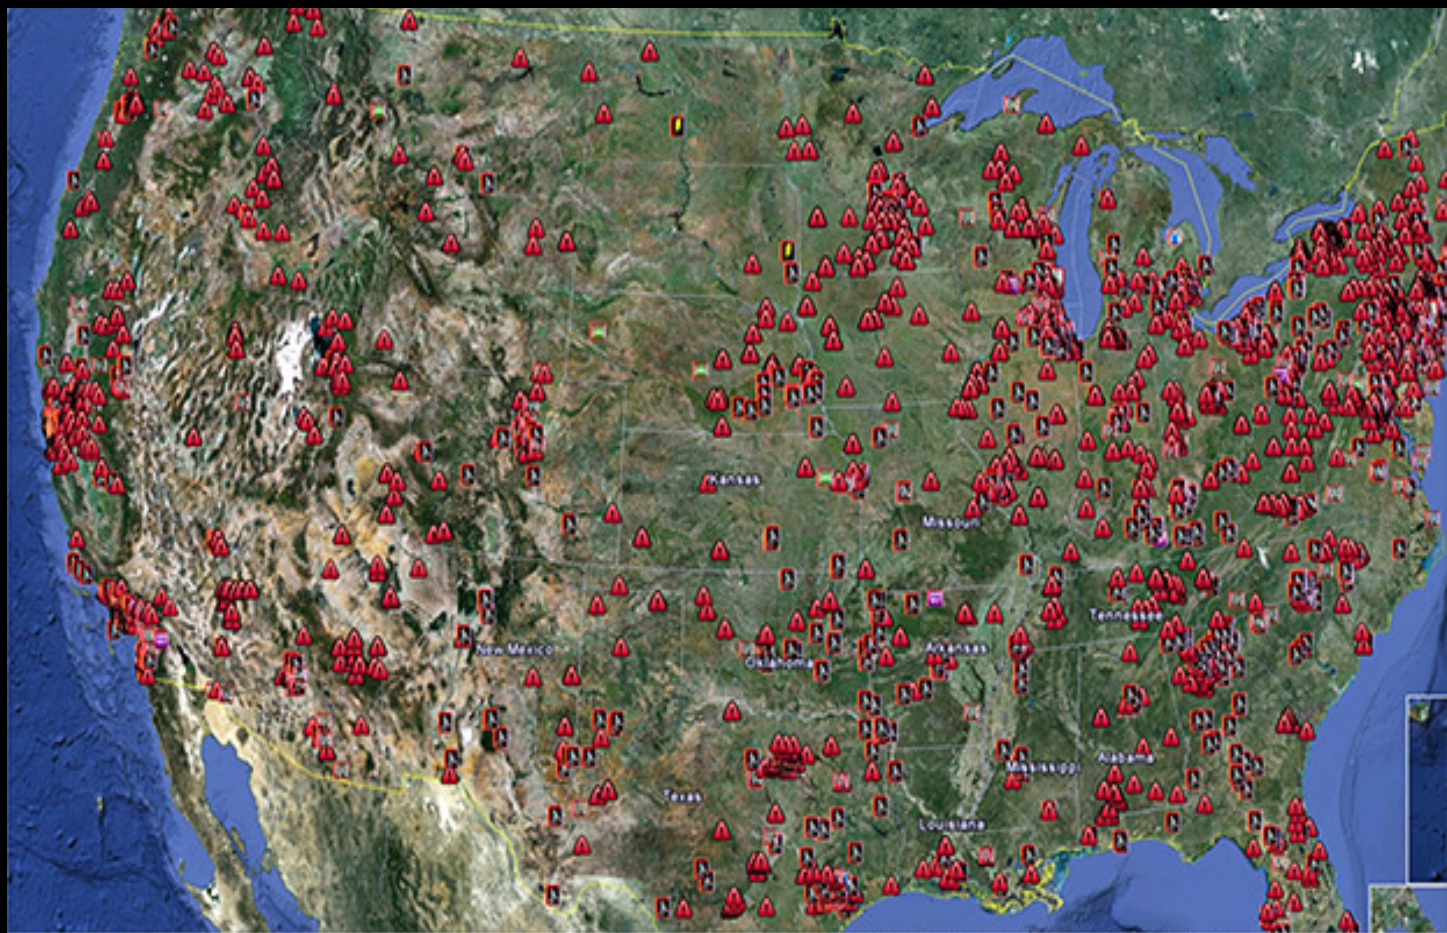 Kansas
Missouri
Tennessee
New Mexico
Oklahoma
Arkansas
Mississippi
Alabama
Texas
Louisiana